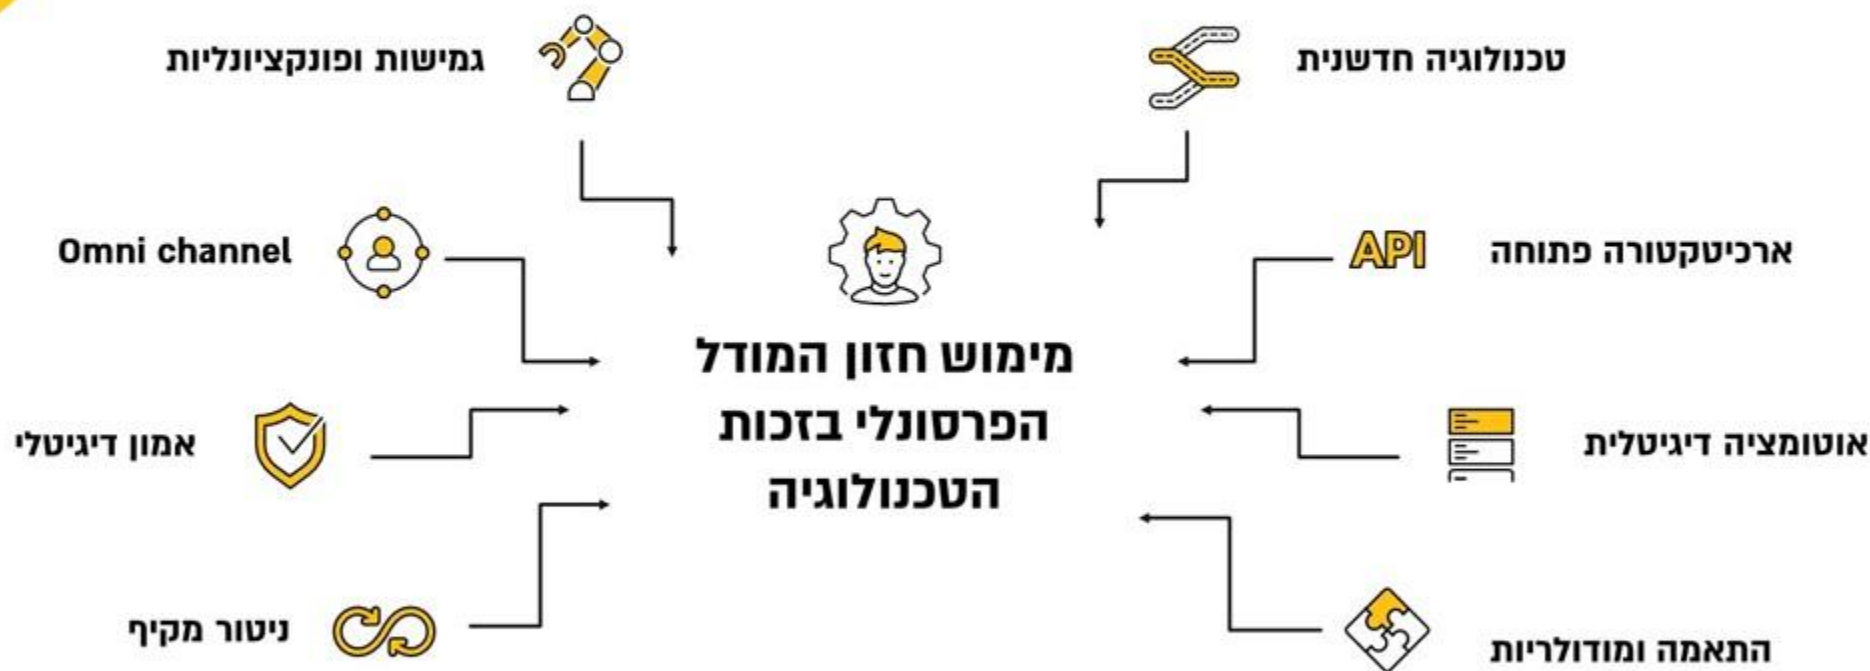 טכנולוגיה חדשנית
גמישות ופונקציונליות
API
ארכיטקטורה פתוחה
Omni channel
מימוש חזון המודל
הפרסונלי בזכות
הטכנולוגיה
אוטומציה דיגיטלית
אמון דיגיטלי
התאמה ומודולריות
ניטור מקיף